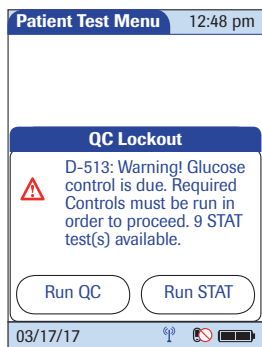 Patient Test Menu 12:48 pm
QC Lockout
D-513: Warning! Glucose
control is due. Required
Controls must be run in
order to proceed. 9 STAT
test(s) available.
Run QC Run STAT
03/17/17